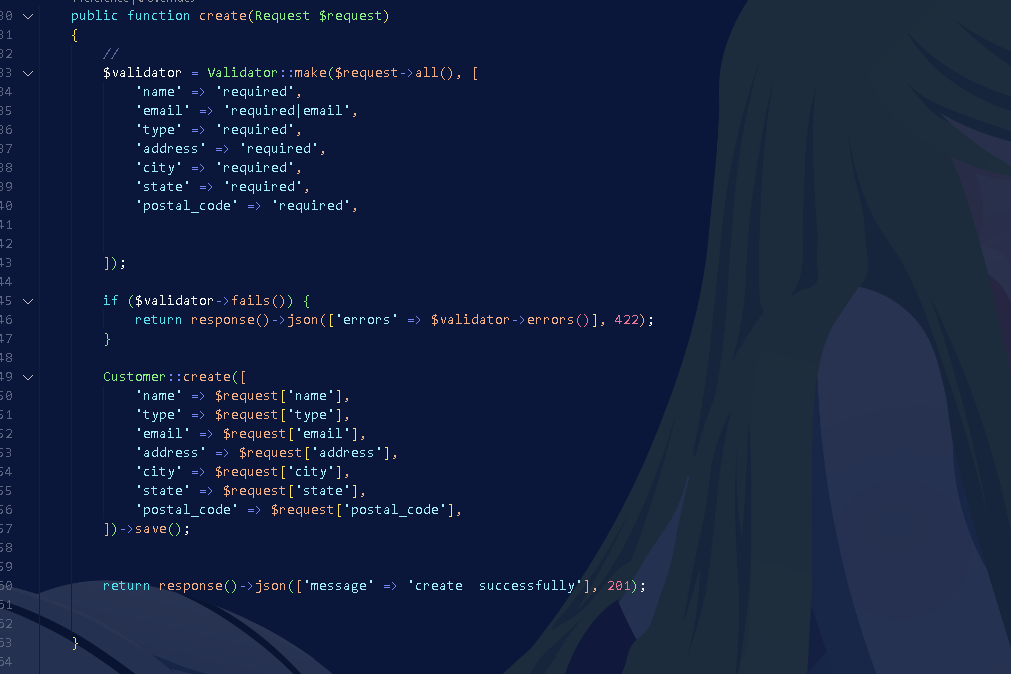 public function create(Request $request)
31 {
32 //
33 $validator = Validator::make($request->all(), [
34 'name' => 'required',
35 'email' => 'required|email',
36 'type' => 'required',
37 'address' => 'required',
38 'city' => 'required',
39 'state' => 'required',
40 'postal_code' => 'required',
41
42
43 ]);
44
45 if ($validator->fails()) {
46 return response()->json(['errors' => $validator->errors()], 422);
47 }
48
49 Customer::create([
50 'name' => $request['name'],
51 'type' => $request['type'],
52 'email' => $request['email'],
53 'address' => $request['address'],
54 'city' => $request['city'],
55 'state' => $request['state'],
56 'postal_code' => $request['postal_code'],
57 ])->save();
58
59
60 return response()->json(['message' => 'create  successfully'], 201);
61
62
63 }
64